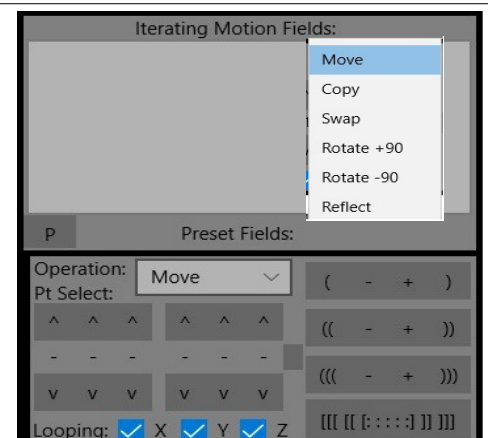 Iterating Motion Fields:
Move
Copy
Swap
Rotate +90
Rotate -90
Reflect
P Preset Fields:
Operation: Move
Pt Select:
( - + )
^ ^ ^ ^ ^ ^
(( - + ))
- - - - - -
((( - + )))
v v v v v v
Looping: X Y Z
[[[ [[ [: : : : :] ]] ]]]